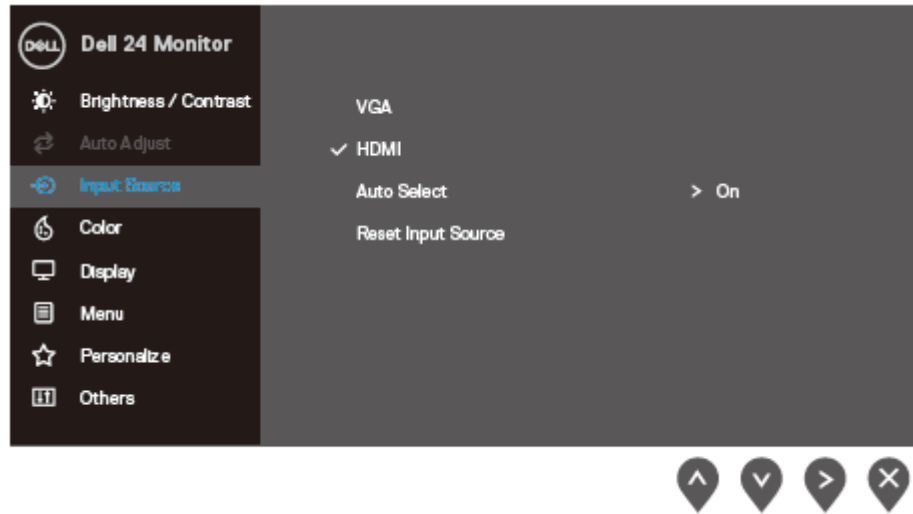 DELL Dell 24 Monitor
Brightness / Contrast
VGA
Auto Adjust
HDMI
Input Source
Auto Select > On
Color
Reset Input Source
Display
Menu
Personalize
Others